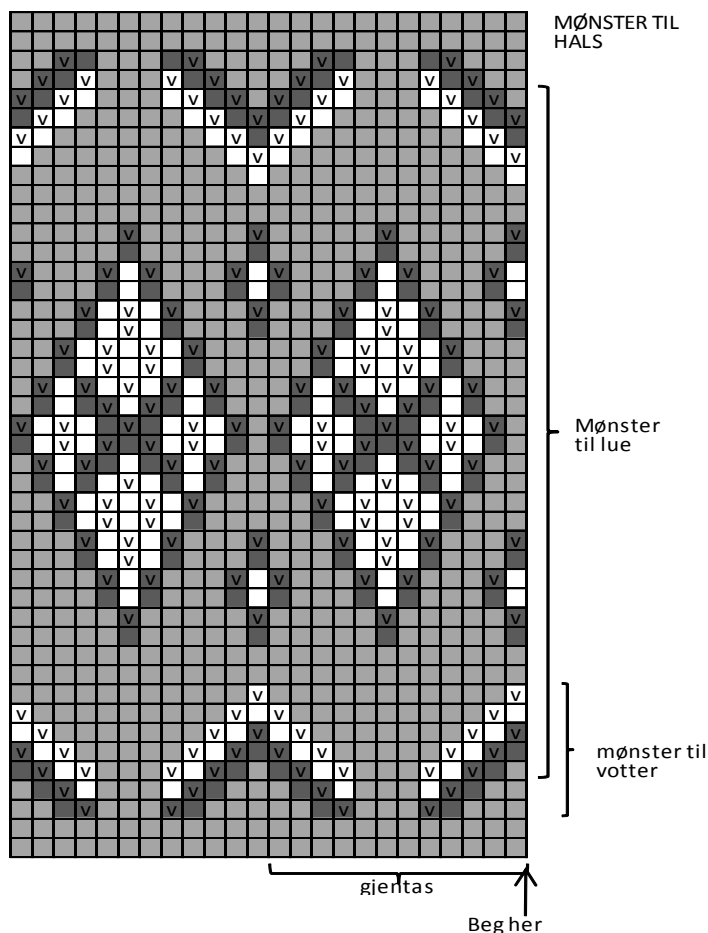 MØNSTER TIL
HALS
Mønster
til lue
mønster til
votter
gjentas
Beg her